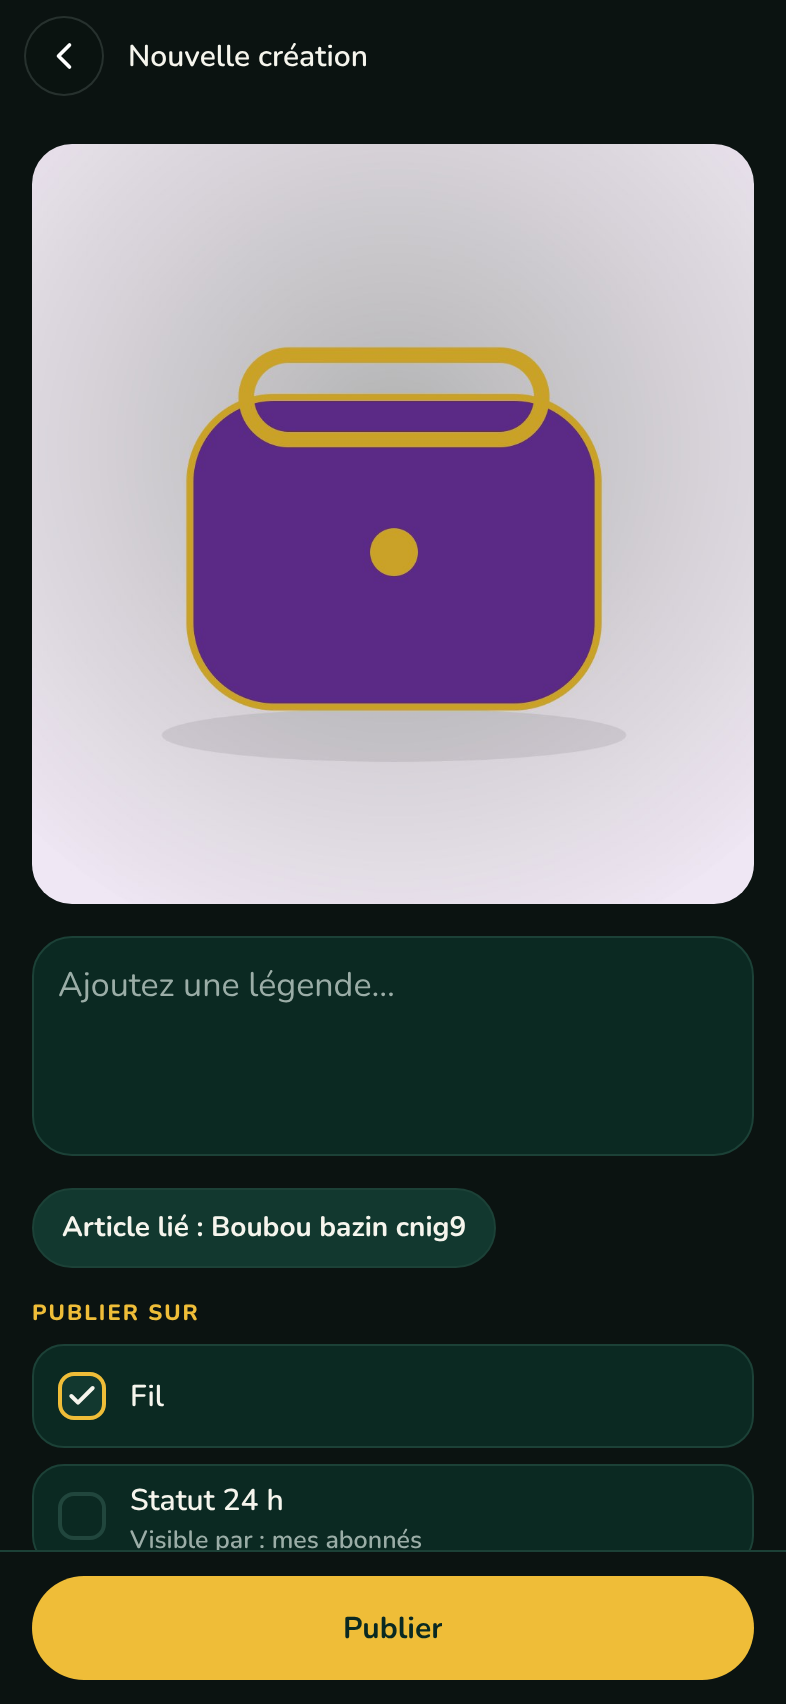 Nouvelle création
Ajoutez une légende...
Article lié : Boubou bazin cnig9
PUBLIER SUR
Fil
Statut 24 h
Visible par : mes abonnés
Publier